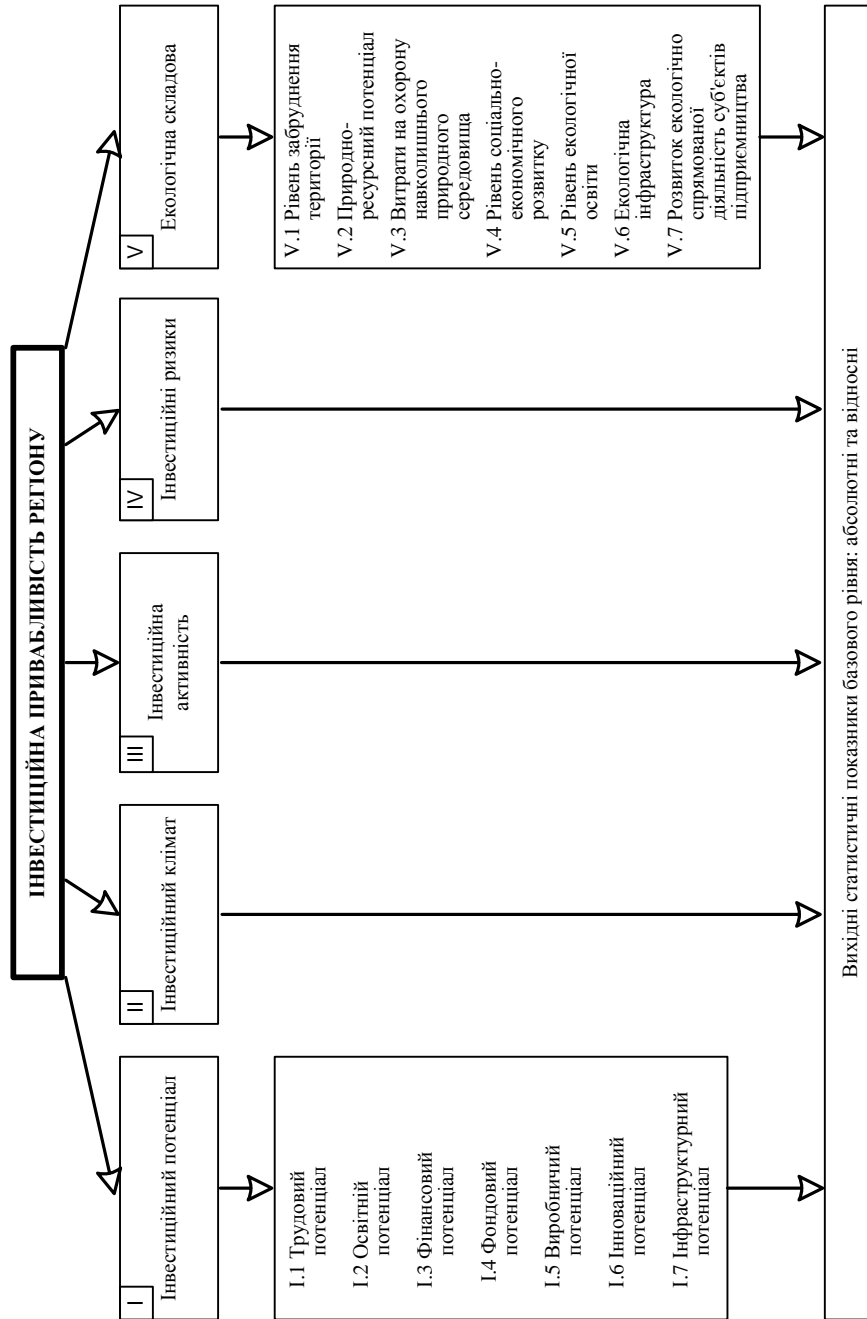 ІНВЕСТИЦІЙНА ПРИВАБЛИВІСТЬ РЕГІОНУ
I
Інвестиційний потенціал
II
Інвестиційний клімат
III
Інвестиційна
активність
IV
Інвестиційні ризики
V
Екологічна складова
I.1 Трудовий
потенціал
I.2 Освітній
потенціал
I.3 Фінансовий
потенціал
I.4 Фондовий
потенціал
I.5 Виробничий
потенціал
I.6 Інноваційний
потенціал
I.7 Інфраструктурний
потенціал
V.1 Рівень забруднення
території
V.2 Природно-
ресурсний потенціал
V.3 Витрати на охорону
навколишнього
природного
середовища
V.4 Рівень соціально-
економічного
розвитку
V.5 Рівень екологічної
освіти
V.6 Екологічна
інфраструктура
V.7 Розвиток екологічно
спрямованої
діяльність суб'єктів
підприємництва
Вихідні статистичні показники базового рівня: абсолютні та відносні